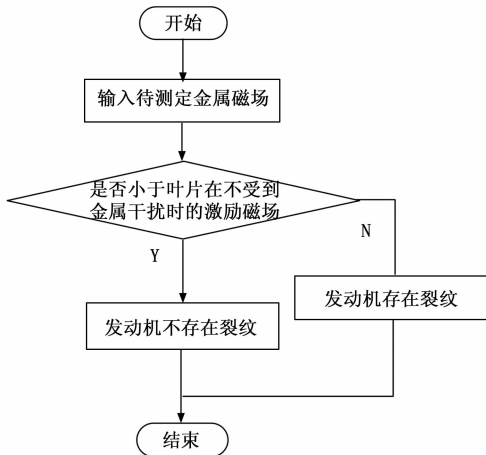 开始
输入待测定金属磁场
是否小于叶片在不受到
金属干扰时的激励磁场
N
Y
发动机存在裂纹
发动机不存在裂纹
结束